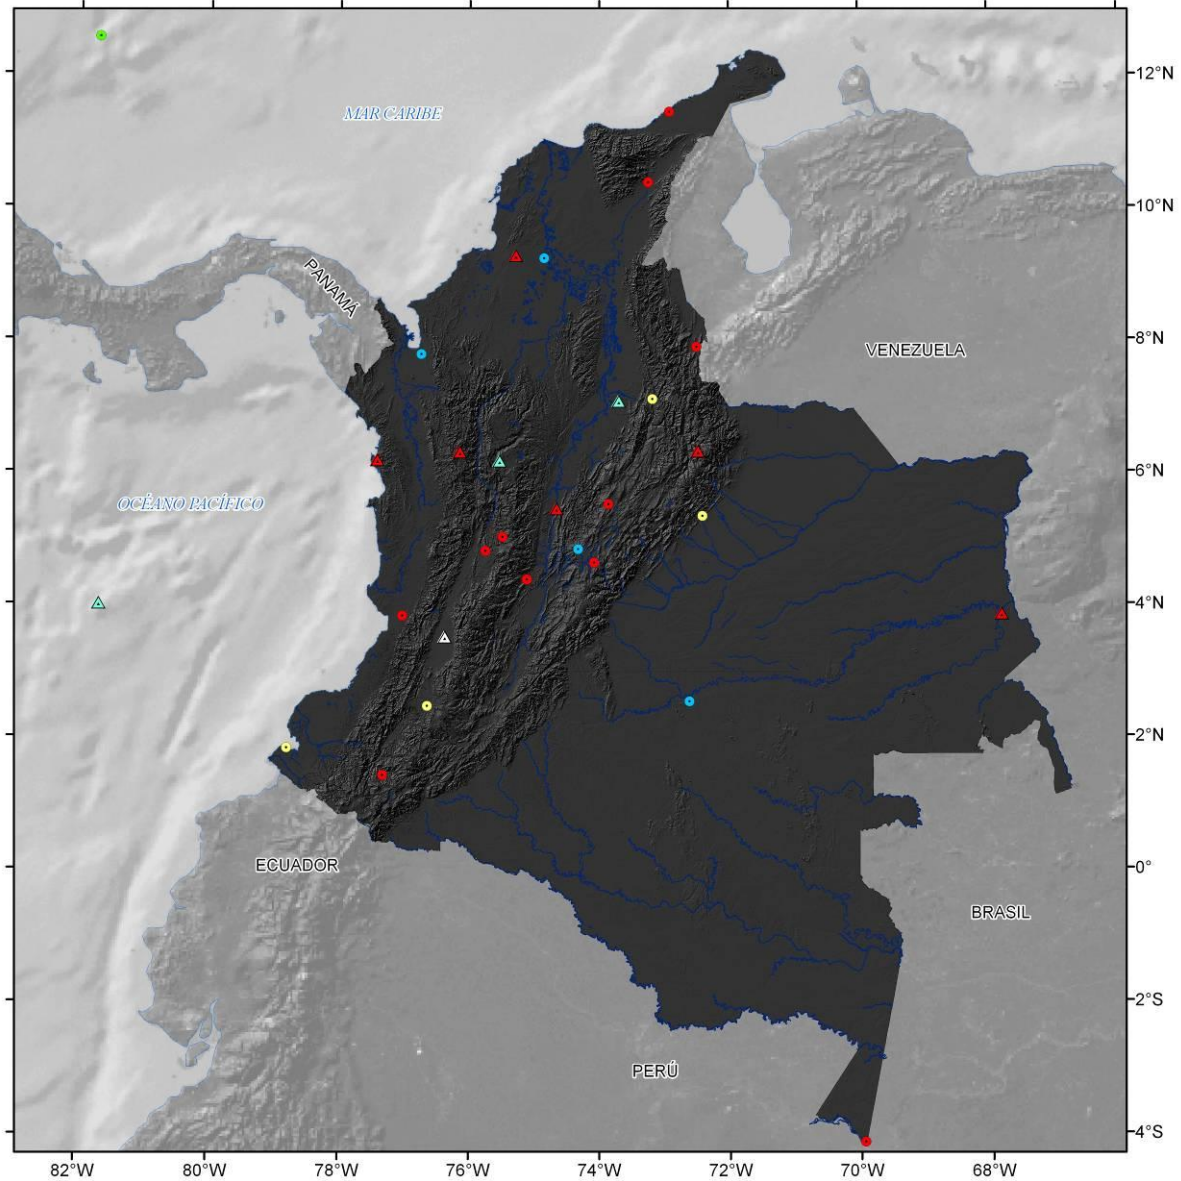 12°N
MAR CARIBE
10°N
PANAMÁ
8°N
VENEZUELA
6°N
OCÉANO PACÍFICO
4°N
2°N
ECUADOR
0°
BRASIL
2°S
PERÚ
4°S
82°W 80°W 78°W 76°W 74°W 72°W 70°W 68°W